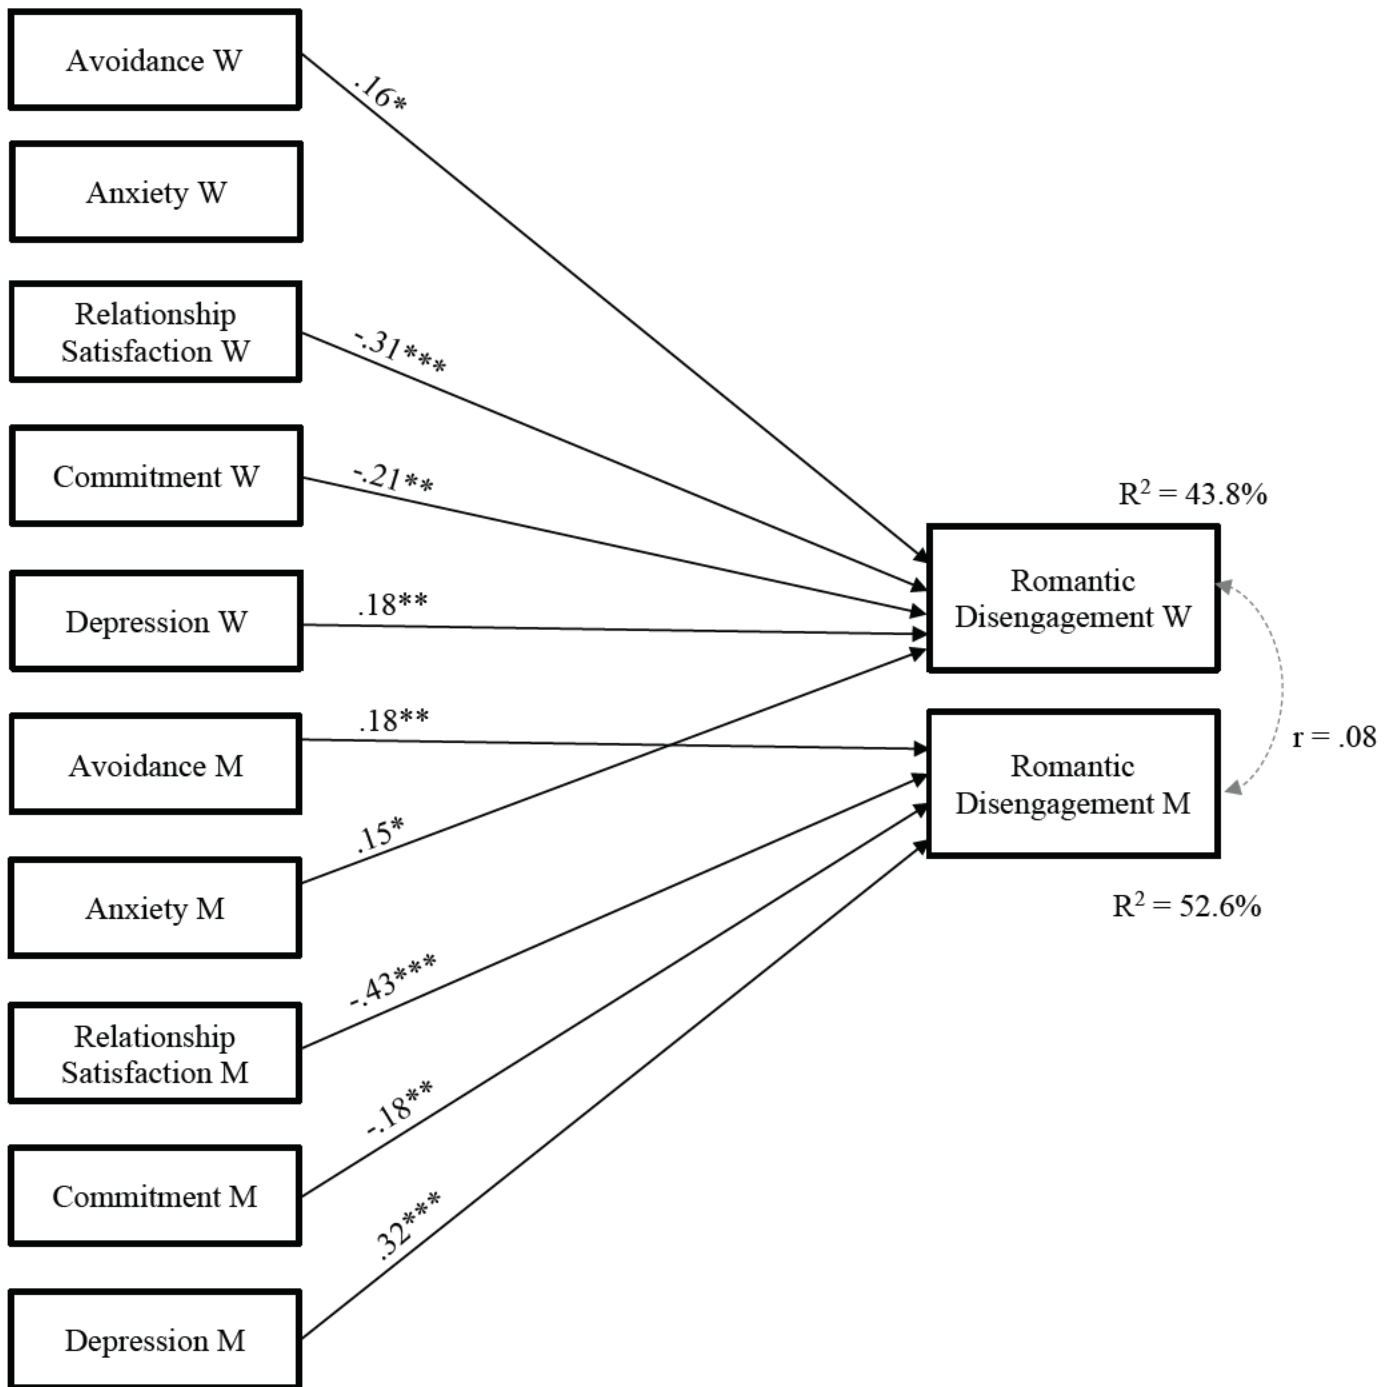 Avoidance W
.16*
Anxiety W
Relationship
Satisfaction W
-.31***
Commitment W
-.21**
R² = 43.8%
Depression W
.18**
Romantic
Disengagement W
Avoidance M
.18**
Romantic
Disengagement M
r = .08
Anxiety M
.15*
R² = 52.6%
Relationship
Satisfaction M
-.43***
Commitment M
-.18**
Depression M
.32***